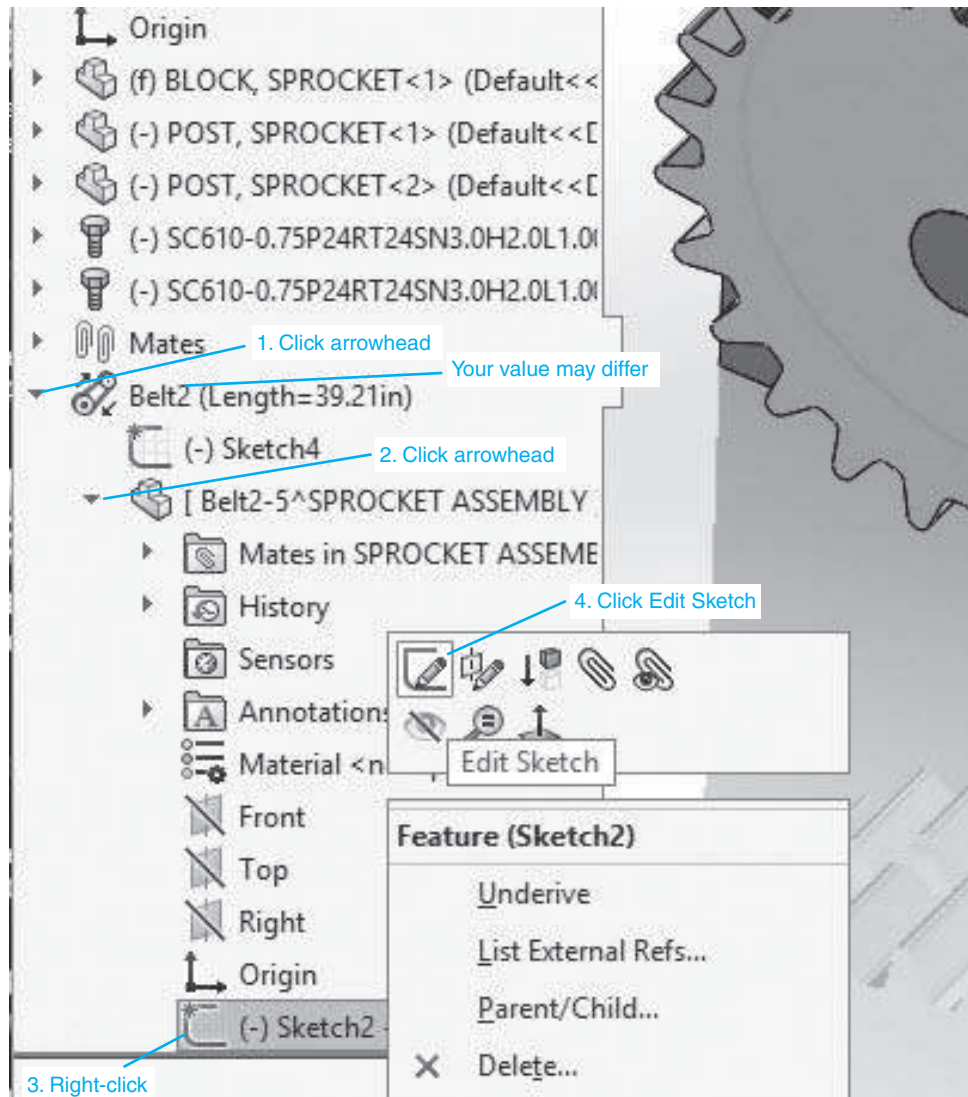 Origin
(f) BLOCK, SPROCKET<1> (Default<<
(-) POST, SPROCKET<1> (Default<<D
(-) POST, SPROCKET<2> (Default<<D
(-) SC610-0.75P24RT24SN3.0H2.0L1.0
(-) SC610-0.75P24RT24SN3.0H2.0L1.0
Mates
1. Click arrowhead
Your value may differ
Belt2 (Length=39.21in)
(-) Sketch4
2. Click arrowhead
[ Belt2-5^SPROCKET ASSEMBLY
Mates in SPROCKET ASSEME
History
4. Click Edit Sketch
Sensors
A Annotations
Material <n
Edit Sketch
Front
Feature (Sketch2)
Top
Underive
Right
List External Refs...
Origin
Parent/Child...
(-) Sketch2 -
Delete...
3. Right-click